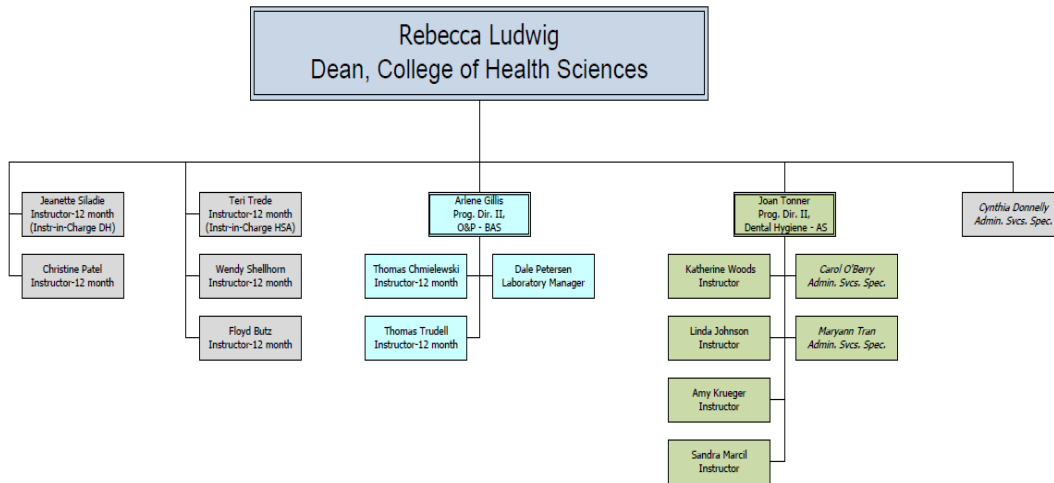 Rebecca Ludwig
Dean, College of Health Sciences
Jeanette Siladie
Instructor-12 month
(Instr-in-Charge DH)
Teri Trede
Instructor-12 month
(Instr-in-Charge HSA)
Arlene Gillis
Prog. Dir. II,
O&P - BAS
Joan Tonner
Prog. Dir. II,
Dental Hygiene - AS
Cynthia Donnelly
Admin. Svcs. Spec.
Christine Patel
Instructor-12 month
Wendy Shellhorn
Instructor-12 month
Thomas Chmielewski
Instructor-12 month
Dale Petersen
Laboratory Manager
Katherine Woods
Instructor
Carol O'Berry
Admin. Svcs. Spec.
Floyd Butz
Instructor-12 month
Thomas Trudell
Instructor-12 month
Linda Johnson
Instructor
Maryann Tran
Admin. Svcs. Spec.
Amy Krueger
Instructor
Sandra Marcil
Instructor